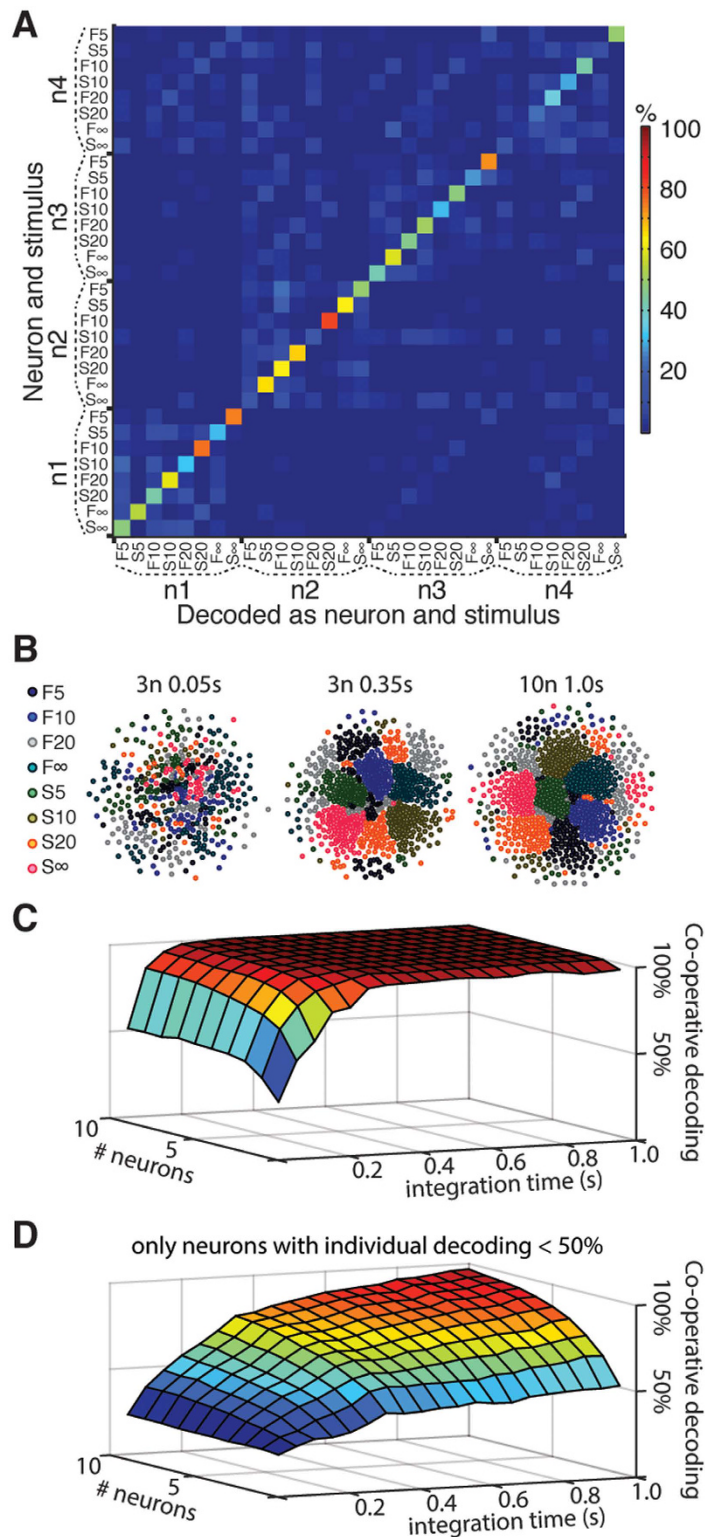 A
F5
S5
F10
S10
F20
S20
F∞
S∞
n4
F5
S5
F10
S10
F20
S20
F∞
S∞
n3
F5
S5
F10
S10
F20
S20
F∞
S∞
n2
F5
S5
F10
S10
F20
S20
F∞
S∞
n1
Neuron and stimulus
%
100
80
60
40
20
F5 S5 F10 S10 F20 S20 F∞ S∞ F5 S5 F10 S10 F20 S20 F∞ S∞ F5 S5 F10 S10 F20 S20 F∞ S∞ F5 S5 F10 S10 F20 S20 F∞ S∞
n1 n2 n3 n4
Decoded as neuron and stimulus
B
F5
F10
F20
F∞
S5
S10
S20
S∞
3n 0.05s
3n 0.35s
10n 1.0s
C
100%
50%
Co-operative decoding
10
5
# neurons
0.2
0.4
0.6
0.8
1.0
integration time (s)
D
only neurons with individual decoding < 50%
100%
50%
Co-operative decoding
10
5
# neurons
0.2
0.4
0.6
0.8
1.0
integration time (s)